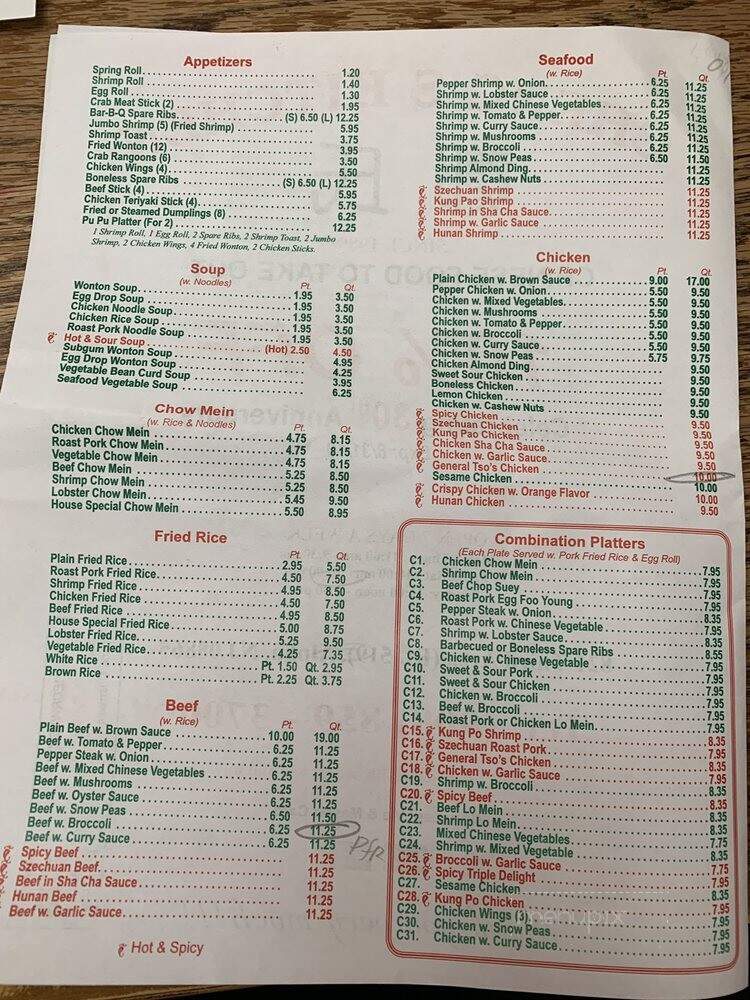 Appetizers
Spring Roll 1.20
Shrimp Roll 1.40
Egg Roll 1.30
Crab Meat Stick (2) 1.95
Bar-B-Q Spare Ribs (S) 6.50 (L) 12.25
Jumbo Shrimp (5) (Fried Shrimp) 5.95
Shrimp Toast 3.75
Fried Wonton (12) 3.95
Crab Rangoons (6) 3.50
Chicken Wings (4) 5.50
Boneless Spare Ribs (S) 6.50 (L) 12.25
Beef Stick (4) 5.95
Chicken Teriyaki Stick (4) 5.75
Fried or Steamed Dumplings (8) 6.25
Pu Pu Platter (For 2) 12.25
1 Shrimp Roll, 1 Egg Roll, 2 Spare Ribs, 2 Shrimp Toast, 2 Jumbo
Shrimp, 2 Chicken Wings, 4 Fried Wonton, 2 Chicken Sticks.
Soup
(w. Noodles) Pt. Qt.
Wonton Soup 1.95 3.50
Egg Drop Soup 1.95 3.50
Chicken Noodle Soup 1.95 3.50
Chicken Rice Soup 1.95 3.50
Roast Pork Noodle Soup 1.95 3.50
Hot & Sour Soup (Hot) 2.50 4.50
Subgum Wonton Soup 4.95
Egg Drop Wonton Soup 4.25
Vegetable Bean Curd Soup 3.95
Seafood Vegetable Soup 6.25
Chow Mein
(w. Rice & Noodles) Pt. Qt.
Chicken Chow Mein 4.75 8.15
Roast Pork Chow Mein 4.75 8.15
Vegetable Chow Mein 4.75 8.15
Beef Chow Mein 5.25 8.50
Shrimp Chow Mein 5.25 8.50
Lobster Chow Mein 5.45 9.50
House Special Chow Mein 5.50 8.95
Fried Rice
Pt. Qt.
Plain Fried Rice 2.95 5.50
Roast Pork Fried Rice 4.50 7.50
Shrimp Fried Rice 4.95 8.50
Chicken Fried Rice 4.50 7.50
Beef Fried Rice 4.95 8.50
House Special Fried Rice 5.00 8.75
Lobster Fried Rice 5.25 9.50
Vegetable Fried Rice 4.25 7.35
White Rice Pt. 1.50 Qt. 2.95
Brown Rice Pt. 2.25 Qt. 3.75
Beef
(w. Rice) Pt. Qt.
Plain Beef w. Brown Sauce 10.00 19.00
Beef w. Tomato & Pepper 6.25 11.25
Pepper Steak w. Onion 6.25 11.25
Beef w. Mixed Chinese Vegetables 6.25 11.25
Beef w. Mushrooms 6.25 11.25
Beef w. Oyster Sauce 6.25 11.25
Beef w. Snow Peas 6.50 11.50
Beef w. Broccoli 6.25 11.25
Beef w. Curry Sauce 6.25 11.25
Spicy Beef 11.25
Szechuan Beef 11.25
Beef in Sha Cha Sauce 11.25
Hunan Beef 11.25
Beef w. Garlic Sauce 11.25
Hot & Spicy
Seafood
(w. Rice) Pt. Qt.
Pepper Shrimp w. Onion 6.25 11.25
Shrimp w. Lobster Sauce 6.25 11.25
Shrimp w. Mixed Chinese Vegetables 6.25 11.25
Shrimp w. Tomato & Pepper 6.25 11.25
Shrimp w. Curry Sauce 6.25 11.25
Shrimp w. Mushrooms 6.25 11.25
Shrimp w. Broccoli 6.25 11.25
Shrimp w. Snow Peas 6.50 11.50
Shrimp Almond Ding 11.25
Shrimp w. Cashew Nuts 11.25
Szechuan Shrimp 11.25
Kung Pao Shrimp 11.25
Shrimp in Sha Cha Sauce 11.25
Shrimp w. Garlic Sauce 11.25
Hunan Shrimp 11.25
Chicken
(w. Rice) Pt. Qt.
Plain Chicken w. Brown Sauce 9.00 17.00
Pepper Chicken w. Onion 5.50 9.50
Chicken w. Mixed Vegetables 5.50 9.50
Chicken w. Mushrooms 5.50 9.50
Chicken w. Tomato & Pepper 5.50 9.50
Chicken w. Broccoli 5.50 9.50
Chicken w. Curry Sauce 5.50 9.50
Chicken w. Snow Peas 5.75 9.75
Chicken Almond Ding 9.50
Sweet Sour Chicken 9.50
Boneless Chicken 9.50
Lemon Chicken 9.50
Chicken w. Cashew Nuts 9.50
Spicy Chicken 9.50
Szechuan Chicken 9.50
Kung Pao Chicken 9.50
Chicken Sha Cha Sauce 9.50
Chicken w. Garlic Sauce 9.50
General Tso's Chicken 10.00
Sesame Chicken 10.00
Crispy Chicken w. Orange Flavor 10.00
Hunan Chicken 9.50
Combination Platters
(Each Plate Served w. Pork Fried Rice & Egg Roll)
C1. Chicken Chow Mein 7.95
C2. Shrimp Chow Mein 7.95
C3. Beef Chop Suey 7.95
C4. Roast Pork Egg Foo Young 7.95
C5. Pepper Steak w. Onion 8.35
C6. Roast Pork w. Chinese Vegetable 7.95
C7. Shrimp w. Lobster Sauce 8.35
C8. Barbecued or Boneless Spare Ribs 8.55
C9. Chicken w. Chinese Vegetable 7.95
C10. Sweet & Sour Pork 7.95
C11. Sweet & Sour Chicken 7.95
C12. Chicken w. Broccoli 7.95
C13. Beef w. Broccoli 7.95
C14. Roast Pork or Chicken Lo Mein 7.95
C15. Kung Po Shrimp 8.35
C16. Szechuan Roast Pork 7.95
C17. General Tso's Chicken 8.35
C18. Chicken w. Garlic Sauce 7.95
C19. Shrimp w. Broccoli 8.35
C20. Spicy Beef 8.35
C21. Beef Lo Mein 8.35
C22. Shrimp Lo Mein 8.35
C23. Mixed Chinese Vegetables 7.75
C24. Shrimp w. Mixed Vegetable 8.35
C25. Broccoli w. Garlic Sauce 7.75
C26. Spicy Triple Delight 7.95
C27. Sesame Chicken 8.35
C28. Kung Po Chicken 7.95
C29. Chicken Wings 7.95
C30. Chicken w. Snow Peas 7.95
C31. Chicken w. Curry Sauce 7.95